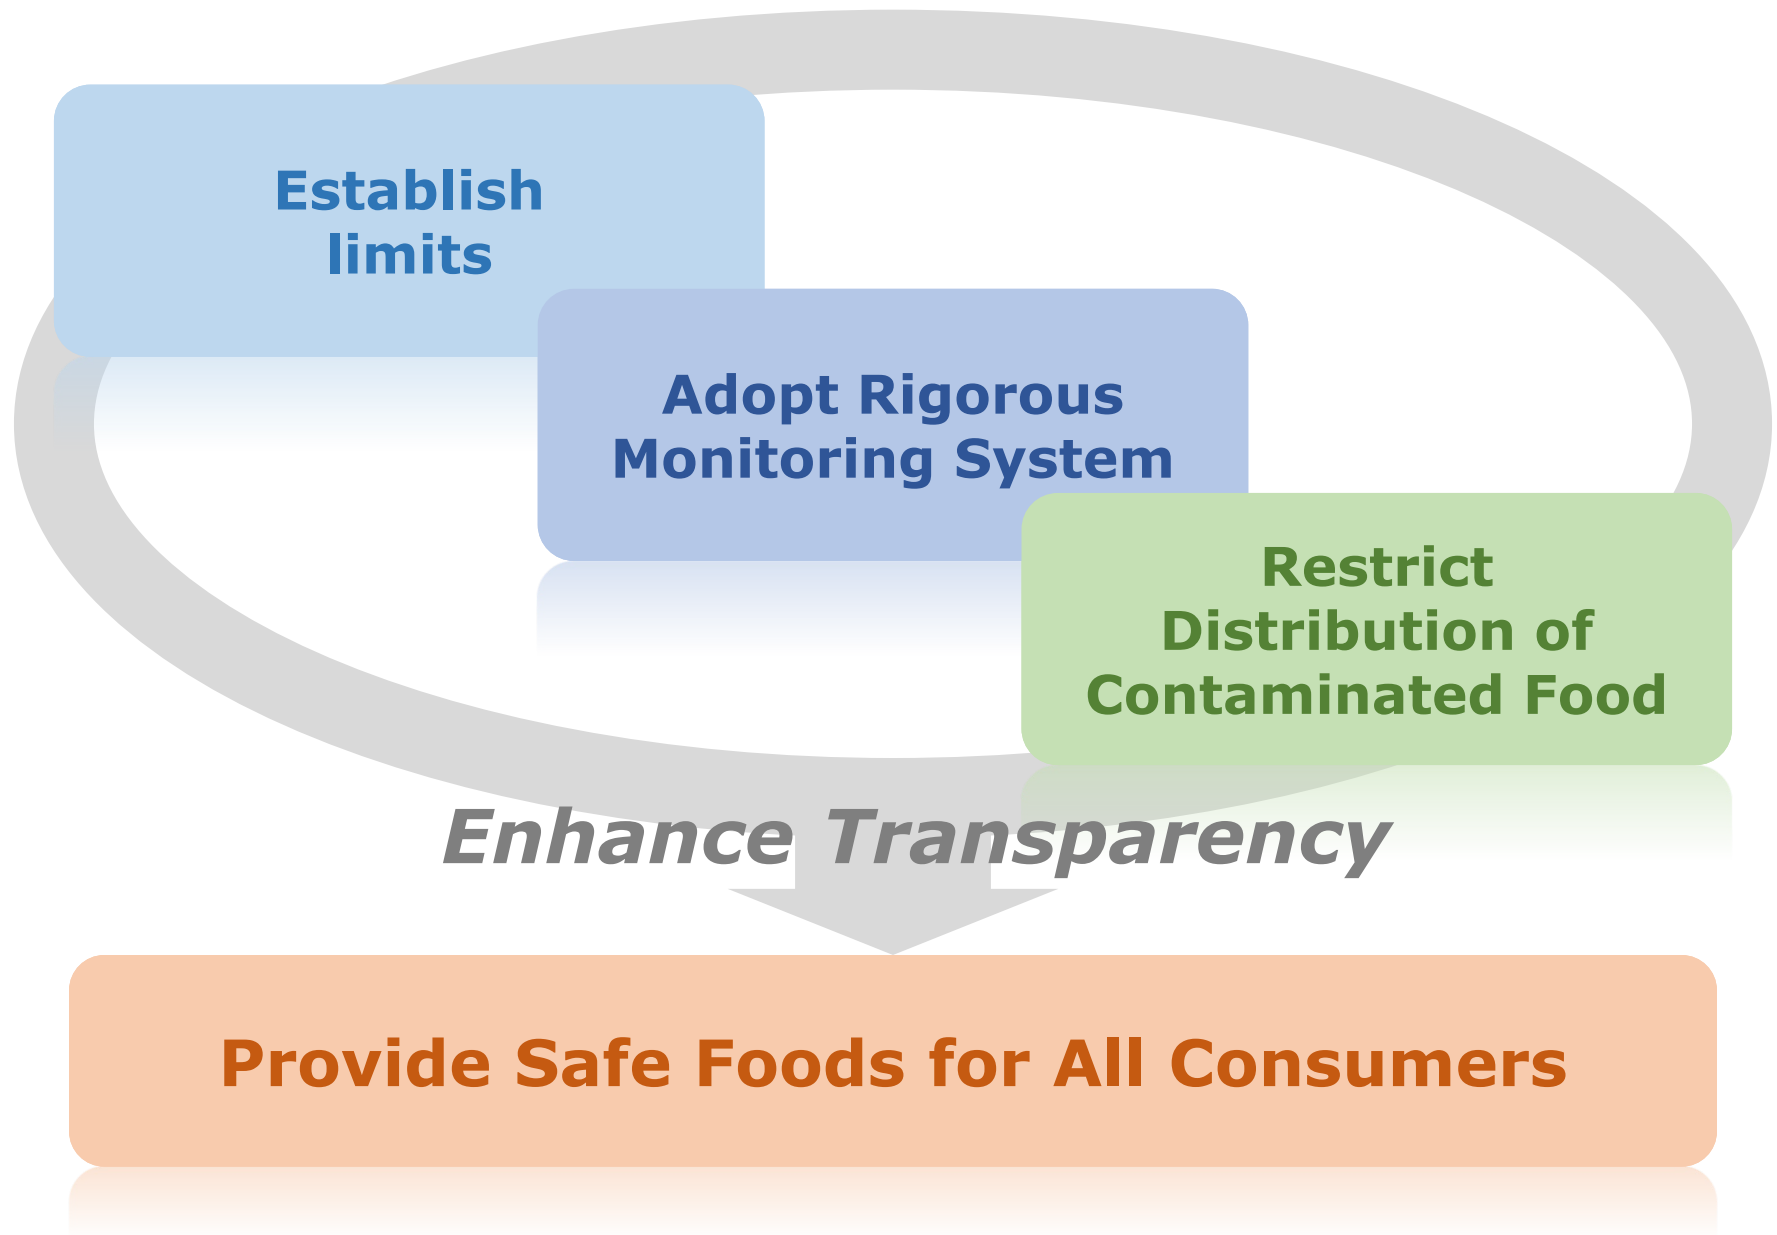 Establish
limits
Adopt Rigorous
Monitoring System
Restrict
Distribution of
Contaminated Food
Enhance Transparency
Provide Safe Foods for All Consumers